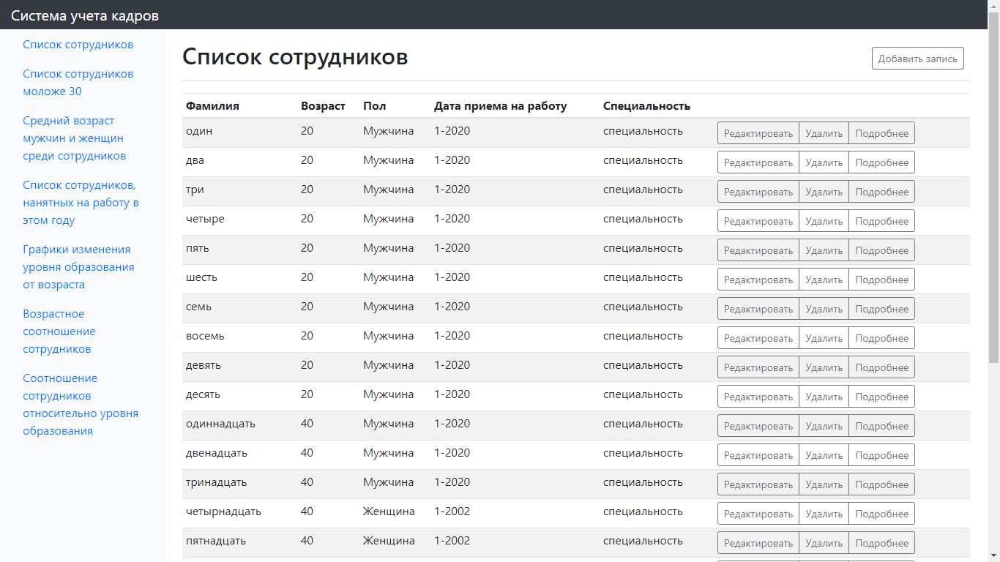 Система учета кадров
Список сотрудников
Список сотрудников
моложе 30
Средний возраст
мужчин и женщин
среди сотрудников
Список сотрудников,
нанятых на работу в
этом году
Графики изменения
уровня образования
от возраста
Возрастное
соотношение
сотрудников
Соотношение
сотрудников
относительно уровня
образования
Список сотрудников
Добавить запись
Фамилия Возраст Пол Дата приема на работу Специальность
один 20 Мужчина 1-2020 специальность Редактировать Удалить Подробнее
два 20 Мужчина 1-2020 специальность Редактировать Удалить Подробнее
три 20 Мужчина 1-2020 специальность Редактировать Удалить Подробнее
четыре 20 Мужчина 1-2020 специальность Редактировать Удалить Подробнее
пять 20 Мужчина 1-2020 специальность Редактировать Удалить Подробнее
шесть 20 Мужчина 1-2020 специальность Редактировать Удалить Подробнее
семь 20 Мужчина 1-2020 специальность Редактировать Удалить Подробнее
восемь 20 Мужчина 1-2020 специальность Редактировать Удалить Подробнее
девять 20 Мужчина 1-2020 специальность Редактировать Удалить Подробнее
десять 20 Мужчина 1-2020 специальность Редактировать Удалить Подробнее
одиннадцать 40 Мужчина 1-2020 специальность Редактировать Удалить Подробнее
двенадцать 40 Мужчина 1-2020 специальность Редактировать Удалить Подробнее
тринадцать 40 Мужчина 1-2020 специальность Редактировать Удалить Подробнее
четырнадцать 40 Женщина 1-2002 специальность Редактировать Удалить Подробнее
пятнадцать 40 Женщина 1-2002 специальность Редактировать Удалить Подробнее